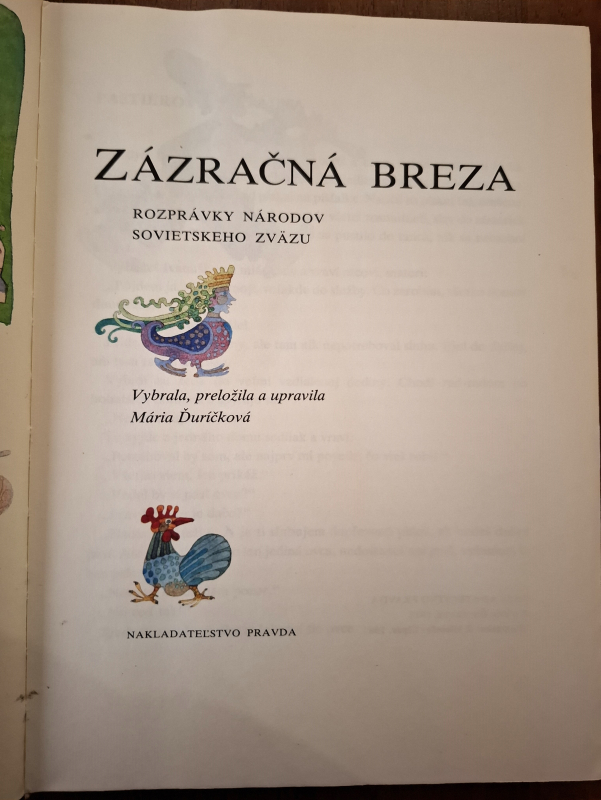 ZÁZRAČNÁ BREZA
ROZPRÁVKY NÁRODOV
SOVIETSKEHO ZVÄZU
Vybrala, preložila a upravila
Mária Ďuríčková
NAKLADATEĽSTVO PRAVDA